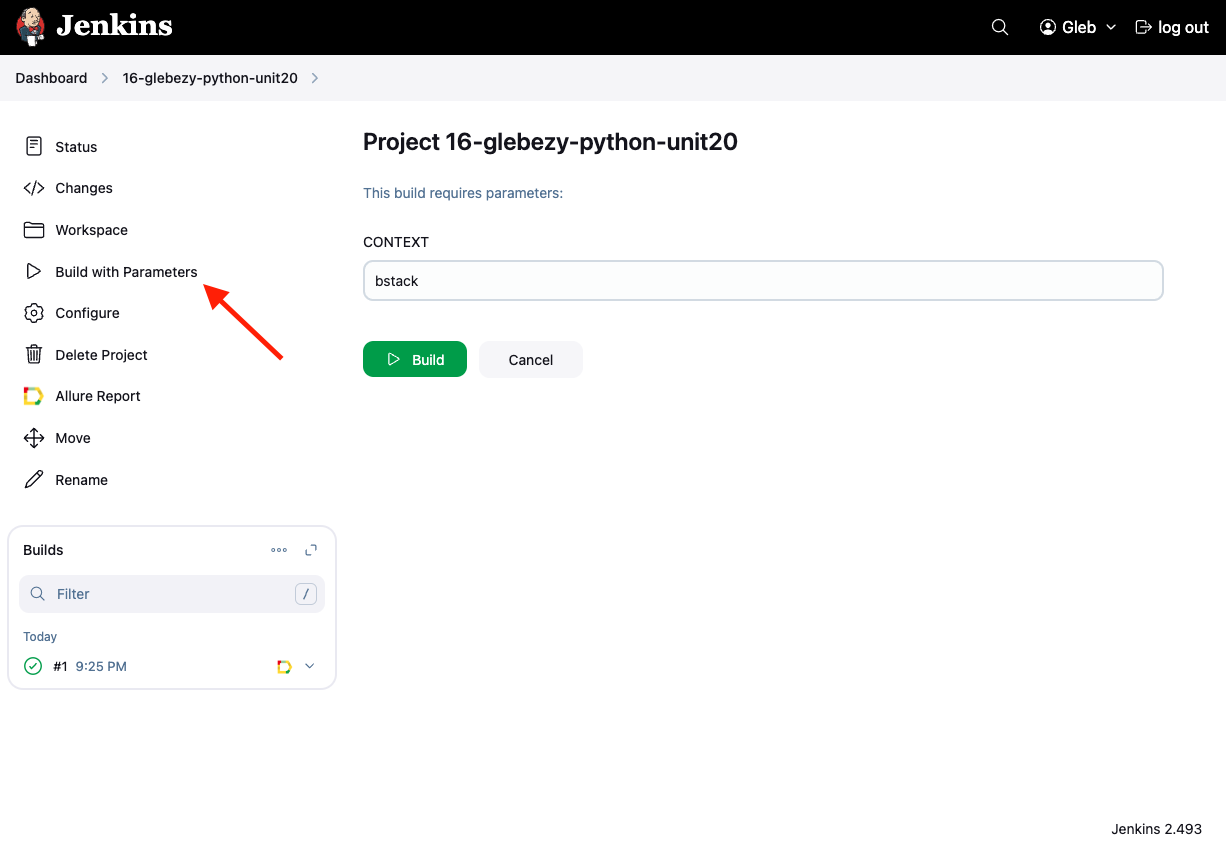 Jenkins
Gleb
log out
Dashboard
16-glebezy-python-unit20
Status
Changes
Workspace
Build with Parameters
Configure
Delete Project
Allure Report
Move
Rename
Builds
Filter
/
Today
#1 9:25 PM
Project 16-glebezy-python-unit20
This build requires parameters:
CONTEXT
bstack
Build
Cancel
Jenkins 2.493